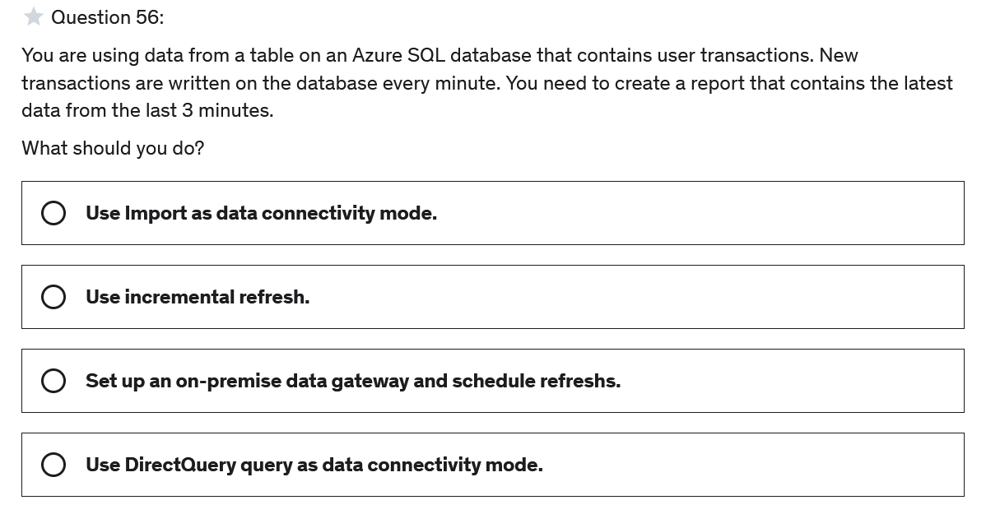 Question 56:
You are using data from a table on an Azure SQL database that contains user transactions. New
transactions are written on the database every minute. You need to create a report that contains the latest
data from the last 3 minutes.
What should you do?
Use Import as data connectivity mode.
Use incremental refresh.
Set up an on-premise data gateway and schedule refreshs.
Use DirectQuery query as data connectivity mode.